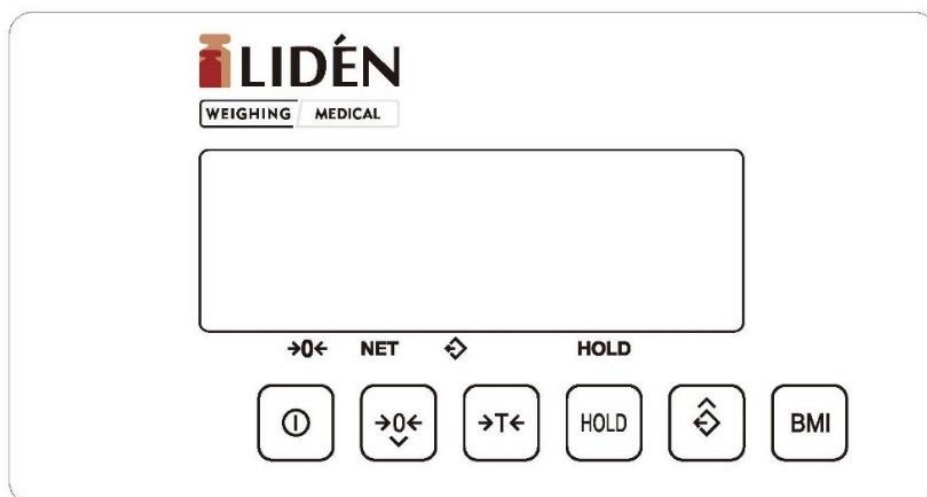 LIDÉN
WEIGHING MEDICAL
→0← NET HOLD
→0← →T← HOLD BMI